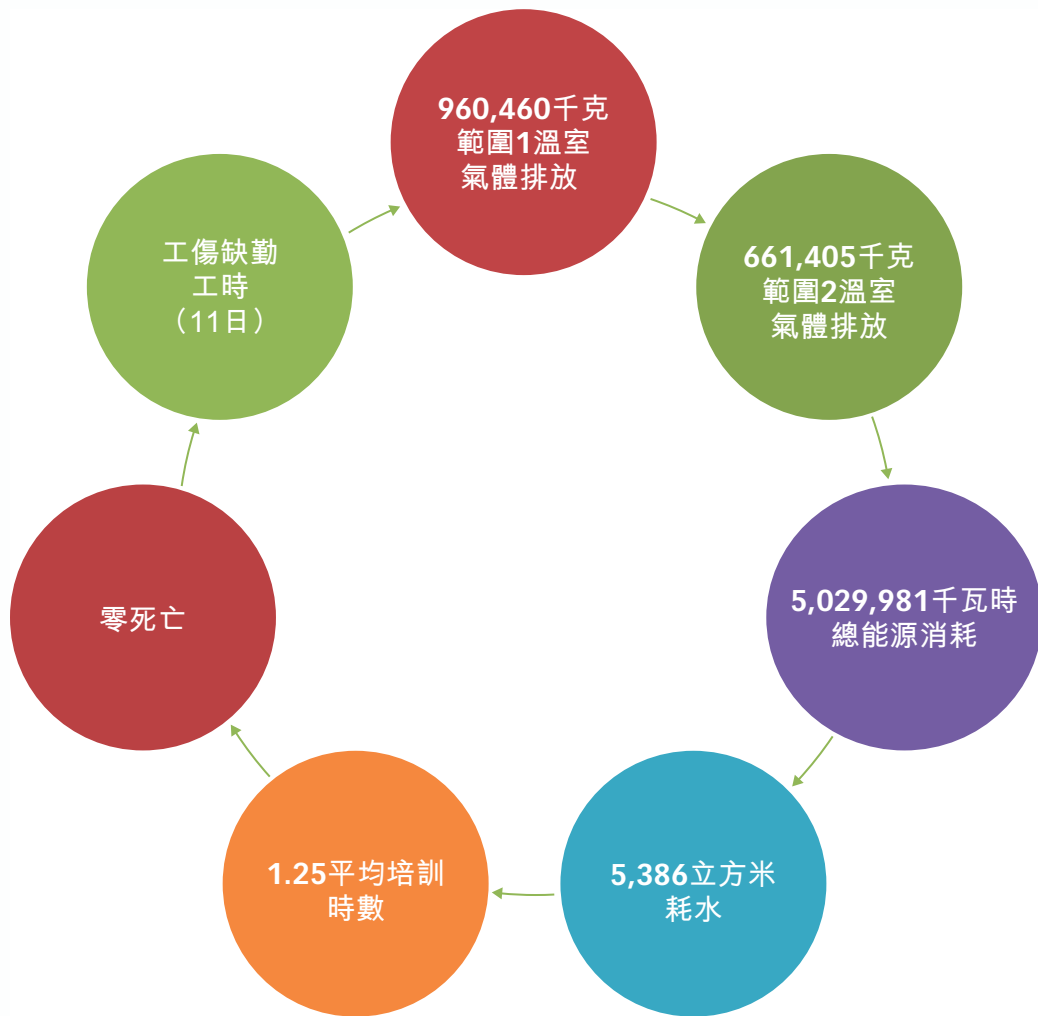 960,460千克
範圍1溫室
氣體排放
661,405千克
範圍2溫室
氣體排放
5,029,981千瓦時
總能源消耗
5,386立方米
耗水
1.25平均培訓
時數
零死亡
工傷缺勤
工時
（11日）